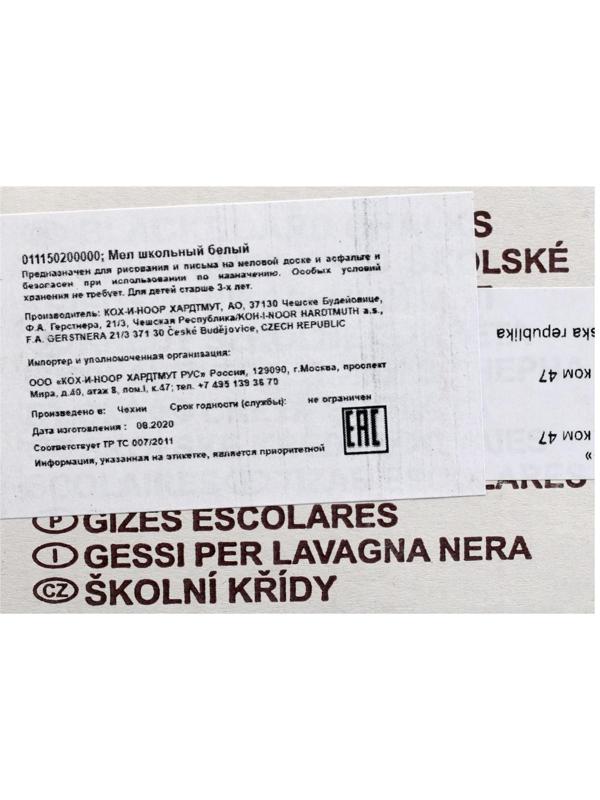 011150200000; Мел школьный белый
Предназначен для рисования и письма на меловой доске и асфальте и
безопасен при использовании по назначению. Особых условий
хранения не требует. Для детей старше 3-х лет.
Производитель: КОХ-И-НООР ХАРДТМУТ, АО, 37130 Чешске Будейовице,
Ф.А. Герстнера, 21/3, Чешская Республика/KOH-I-NOOR HARDTMUTH a.s.,
F.A. GERSTNERA 21/3 371 30 České Budějovice, CZECH REPUBLIC
Импортер и уполномоченная организация:
ООО «КОХ-И-НООР ХАРДТМУТ РУС» Россия, 129090, г.Москва, проспект
Мира, д.40, этаж 8, пом.I, к.47; тел. +7 495 139 36 70
Произведено в: Чехии Срок годности (службы): не ограничен
Дата изготовления : 08.2020
Соответствует ТР ТС 007/2011
Информация, указанная на этикетке, является приоритетной
EAC
S
OLSKÉ
ska republika
КОМ 47
КОМ 47
»
LARES
P GIZES ESCOLARES
I GESSI PER LAVAGNA NERA
CZ ŠKOLNÍ KŘÍDY